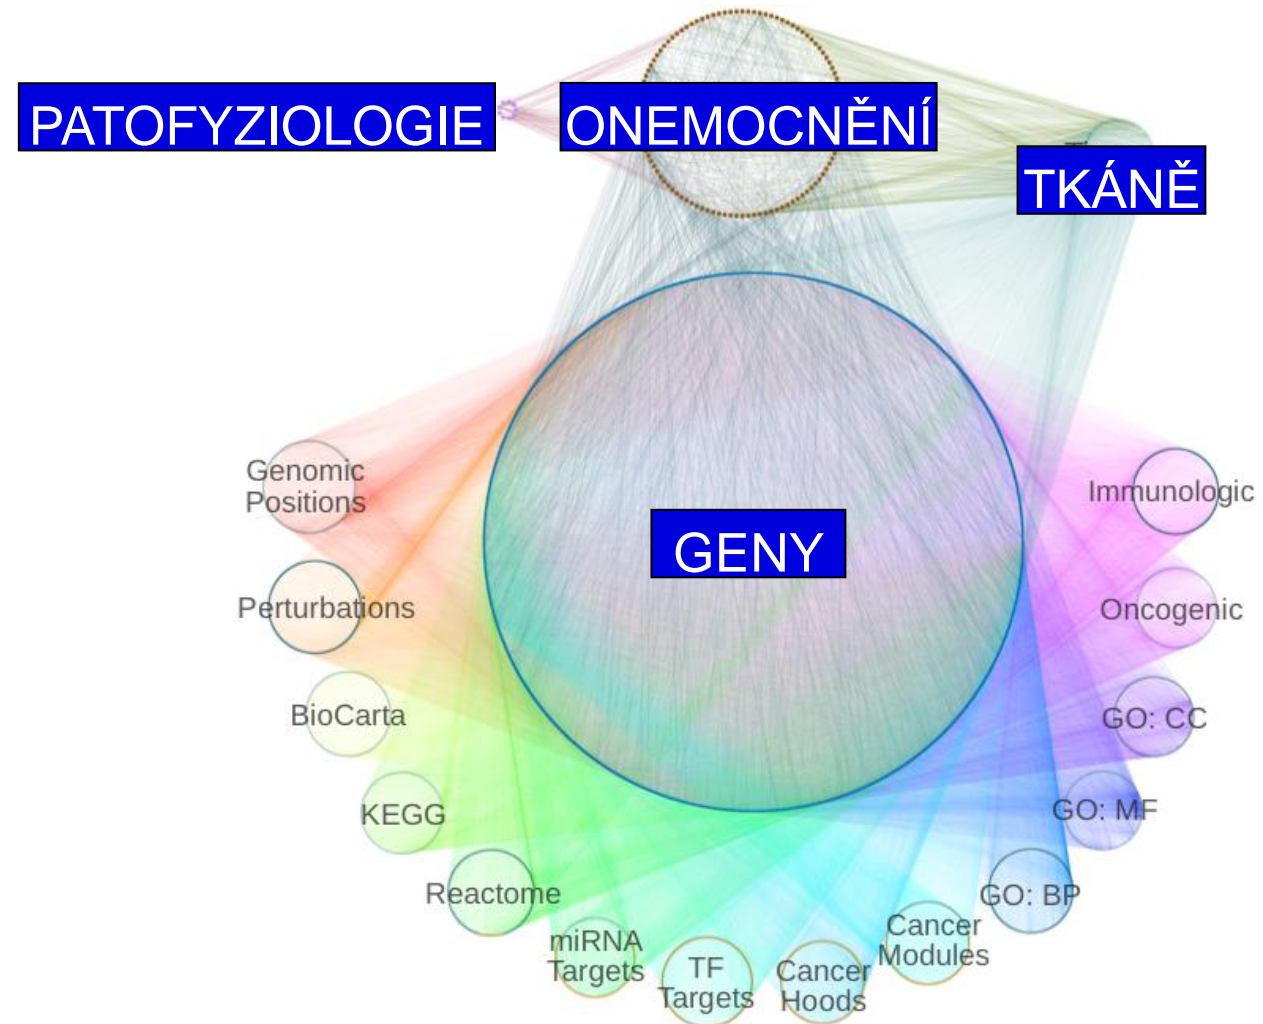 PATOFYZIOLOGIE
ONEMOCNĚNÍ
TKÁNĚ
GENY
Genomic
Positions
Perturbations
BioCarta
KEGG
Reactome
miRNA
Targets
TF
Targets
Cancer
Hoods
Cancer
Modules
GO: BP
GO: MF
GO: CC
Oncogenic
Immunologic